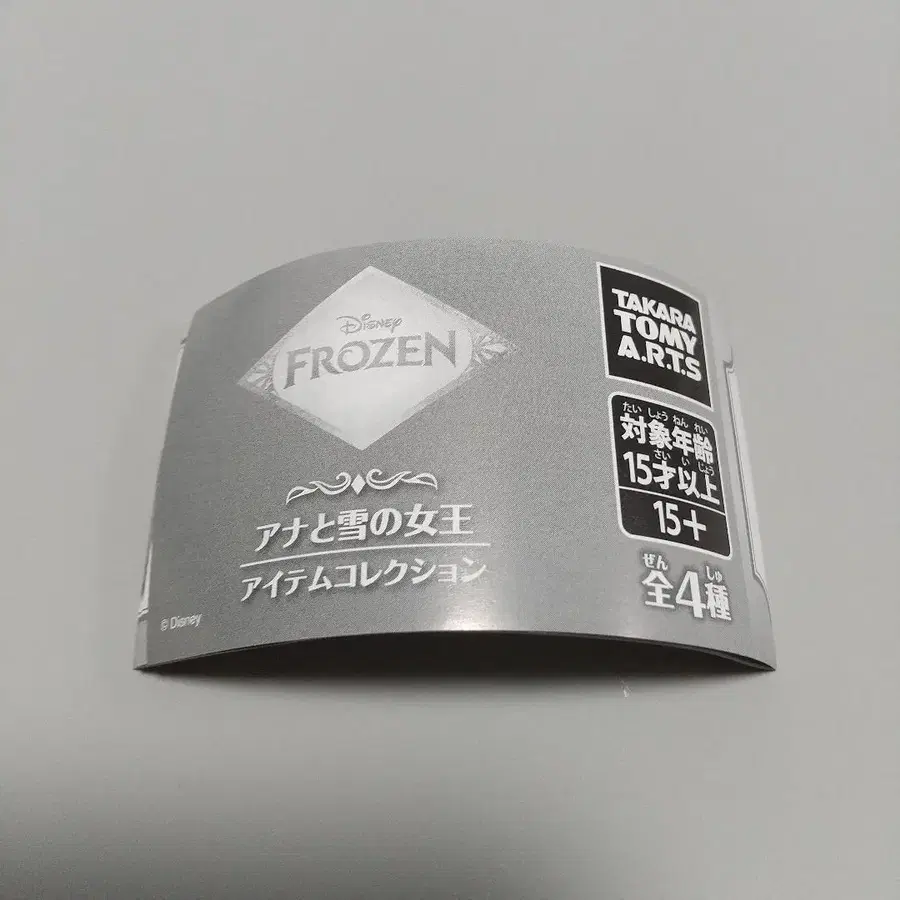 Disney
FROZEN
アナと雪の女王
アイテムコレクション
© Disney
TAKARA
TOMY
A.R.T.S
たいしょうねんれい
対象年齢
さいいじょう
15才以上
15+
ぜん しゅ
全4種